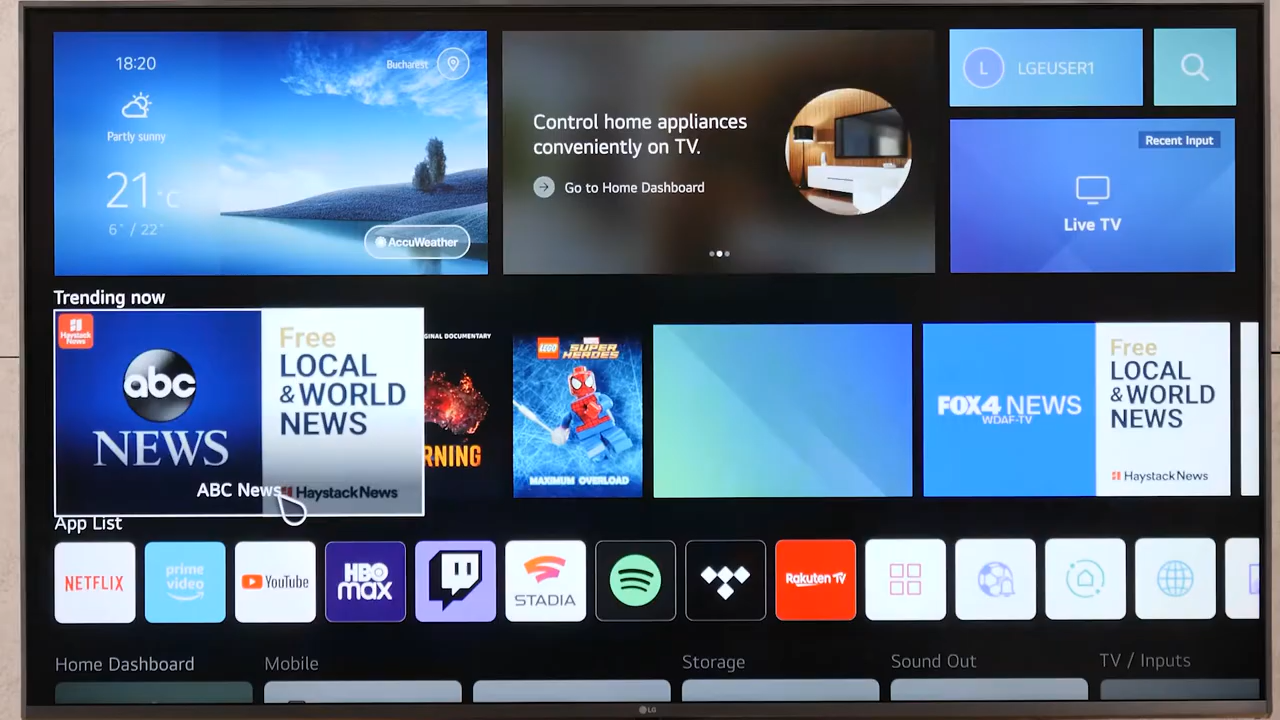 18:20
Partly sunny
21°C
6° / 22°
Bucharest
AccuWeather
Control home appliances
conveniently on TV.
Go to Home Dashboard
L
LGEUSER1
Recent Input
Live TV
Trending now
Haystack
News
abc
NEWS
Free
LOCAL
& WORLD
NEWS
ABC News
HaystackNews
GINAL DOCUMENTARY
RNING
LEGO
MARVEL
SUPER HEROES
MAXIMUM OVERLOAD
FOX4 NEWS
WDAF-TV
Free
LOCAL
& WORLD
NEWS
HaystackNews
App List
NETFLIX
prime
video
YouTube
HBO
max
STADIA
Rakuten TV
Home Dashboard
Mobile
Storage
Sound Out
TV / Inputs
LG